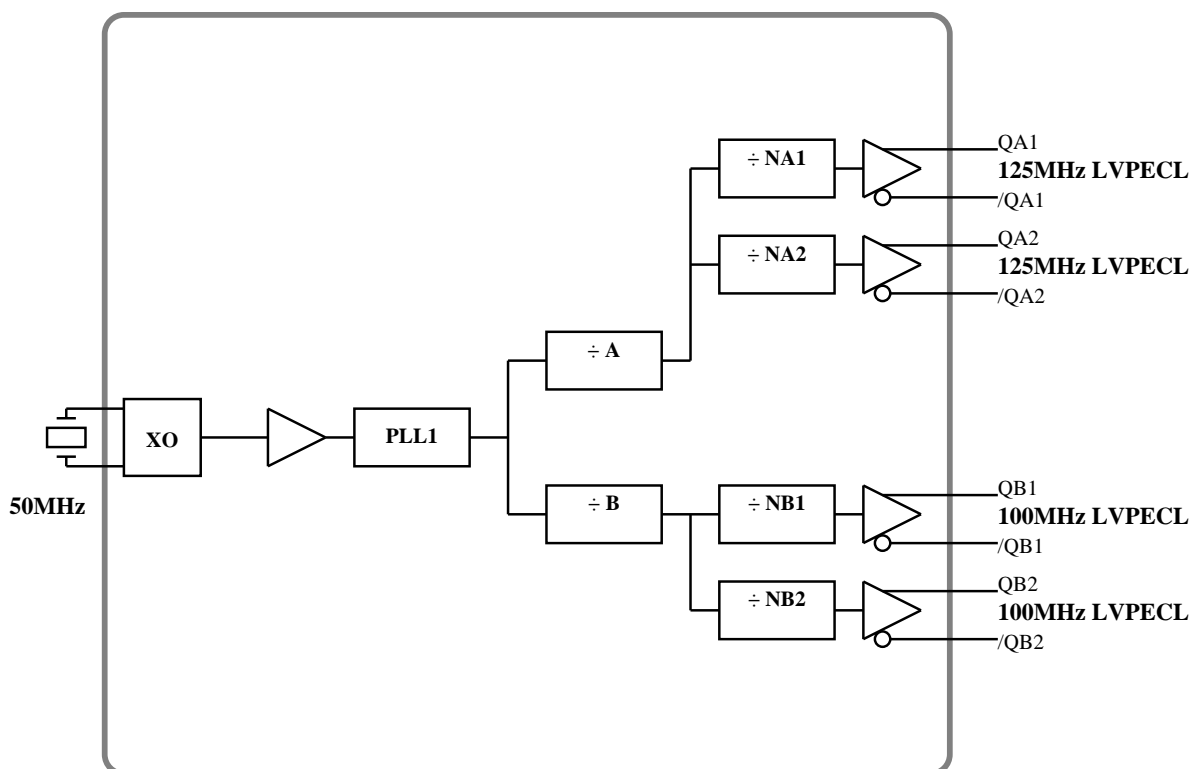 ÷ NA1
QA1
125MHz LVPECL
/QA1
÷ NA2
QA2
125MHz LVPECL
/QA2
÷ A
XO
PLL1
50MHz
÷ B
÷ NB1
QB1
100MHz LVPECL
/QB1
÷ NB2
QB2
100MHz LVPECL
/QB2